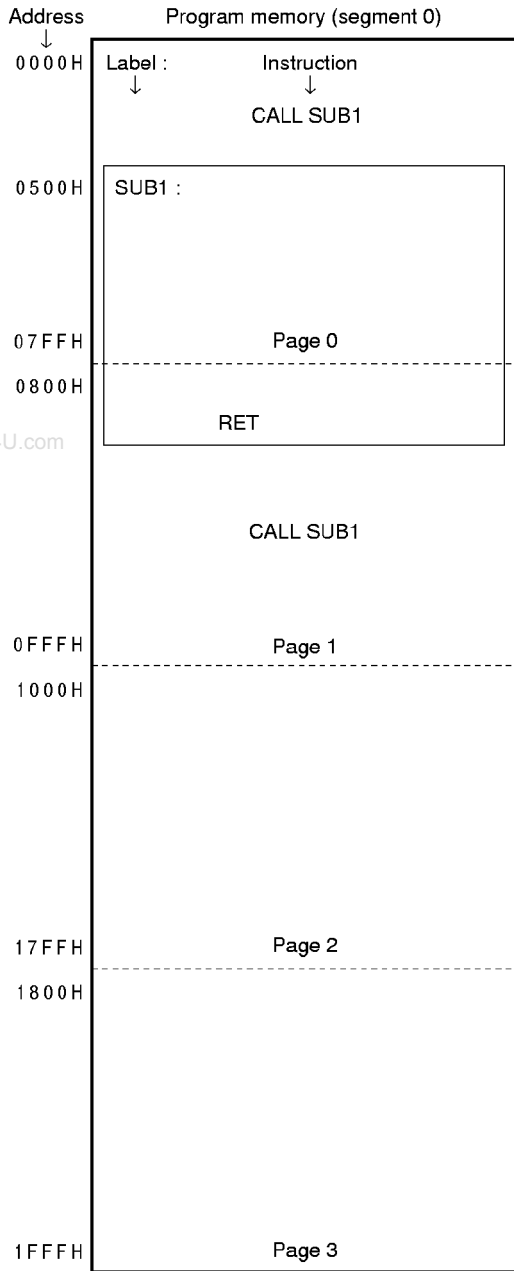 Address Program memory (segment 0)
↓
0000H Label : Instruction
↓ ↓
CALL SUB1
0500H SUB1 :
07FFH Page 0
0800H
RET
U.com
CALL SUB1
0FFFH Page 1
1000H
17FFH Page 2
1800H
1FFFH Page 3